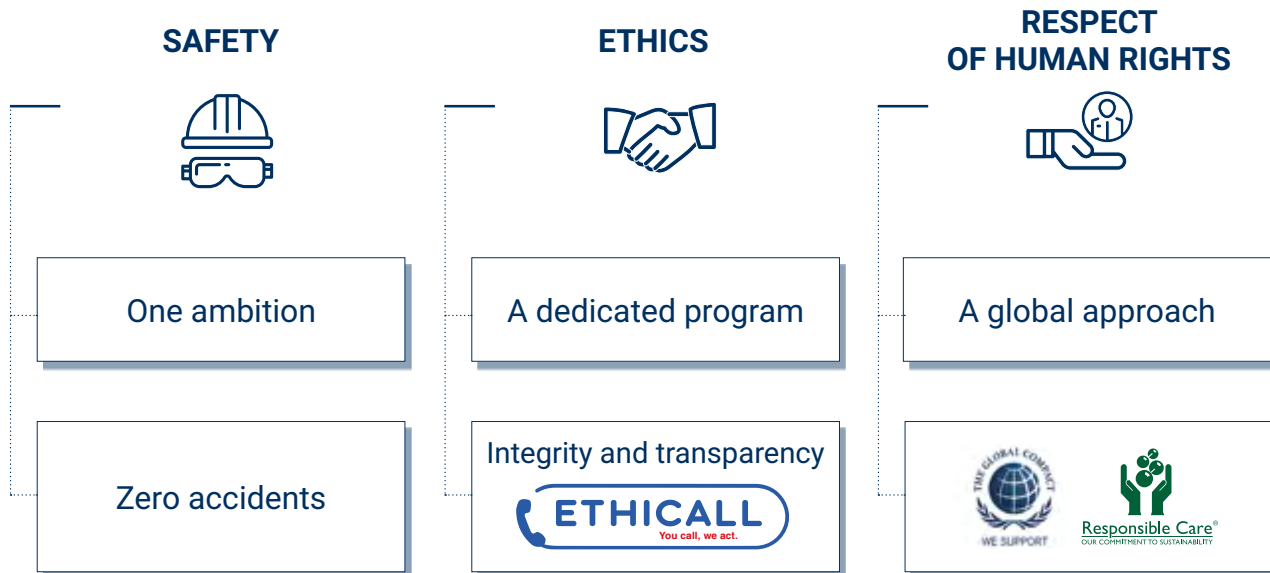 SAFETY
One ambition
Zero accidents
ETHICS
A dedicated program
Integrity and transparency
ETHICALL
You call, we act.
RESPECT
OF HUMAN RIGHTS
A global approach
THE GLOBAL COMPACT
WE SUPPORT
Responsible Care®
OUR COMMITMENT TO SUSTAINABILITY